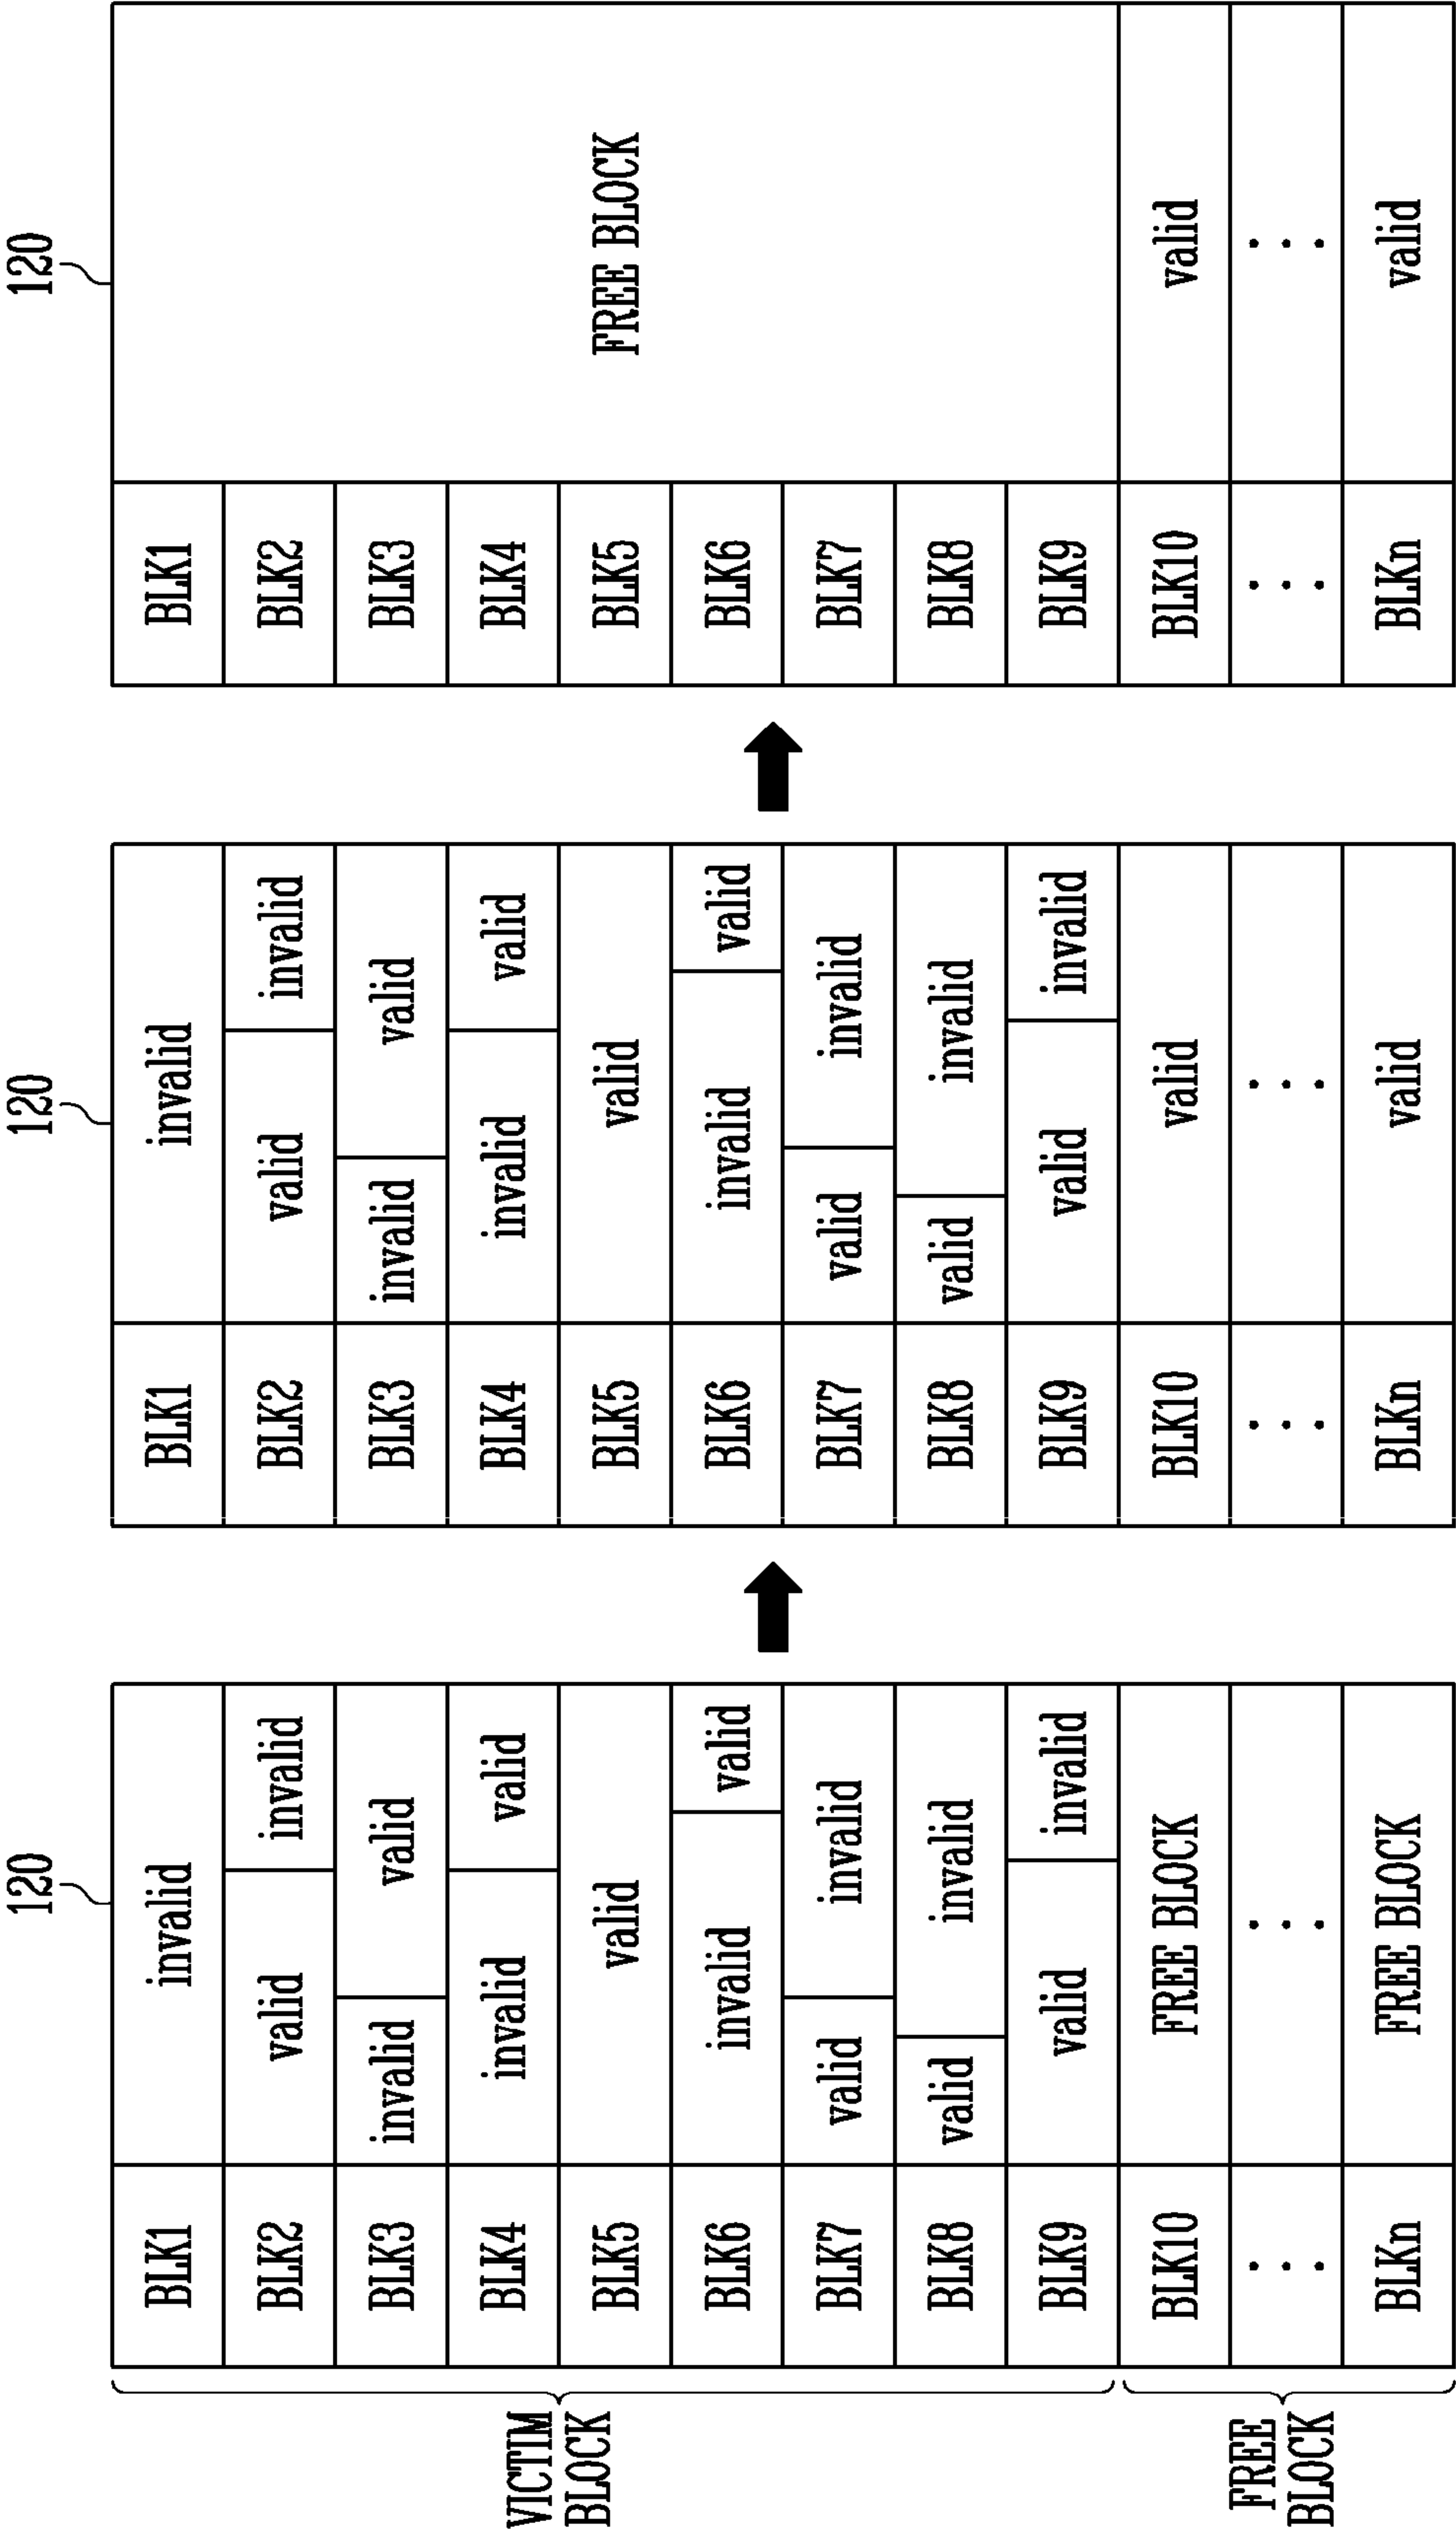 120
VICTIM
BLOCK
FREE
BLOCK
BLK1 invalid
BLK2 valid invalid
BLK3 invalid valid
BLK4 invalid valid
BLK5 valid
BLK6 invalid valid
BLK7 valid invalid
BLK8 valid invalid
BLK9 valid invalid
BLK10 FREE BLOCK
BLKn FREE BLOCK
120
BLK1 invalid
BLK2 valid invalid
BLK3 invalid valid
BLK4 invalid valid
BLK5 valid
BLK6 invalid valid
BLK7 valid invalid
BLK8 valid invalid
BLK9 valid invalid
BLK10 valid
BLKn valid
120
BLK1
BLK2
BLK3
BLK4
BLK5 FREE BLOCK
BLK6
BLK7
BLK8
BLK9
BLK10 valid
BLKn valid